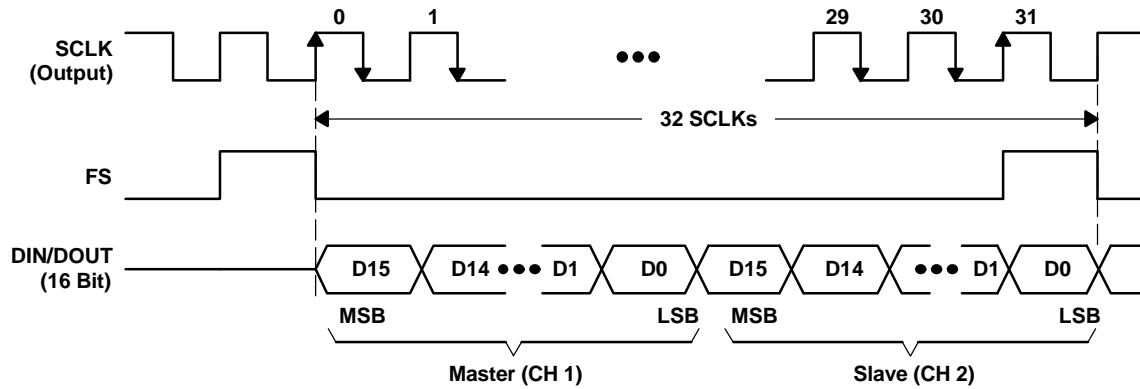 0 1 29 30 31
SCLK
(Output)
32 SCLKs
FS
DIN/DOUT
(16 Bit)
D15 D14 D1 D0 D15 D14 D1 D0
MSB LSB MSB LSB
Master (CH 1) Slave (CH 2)